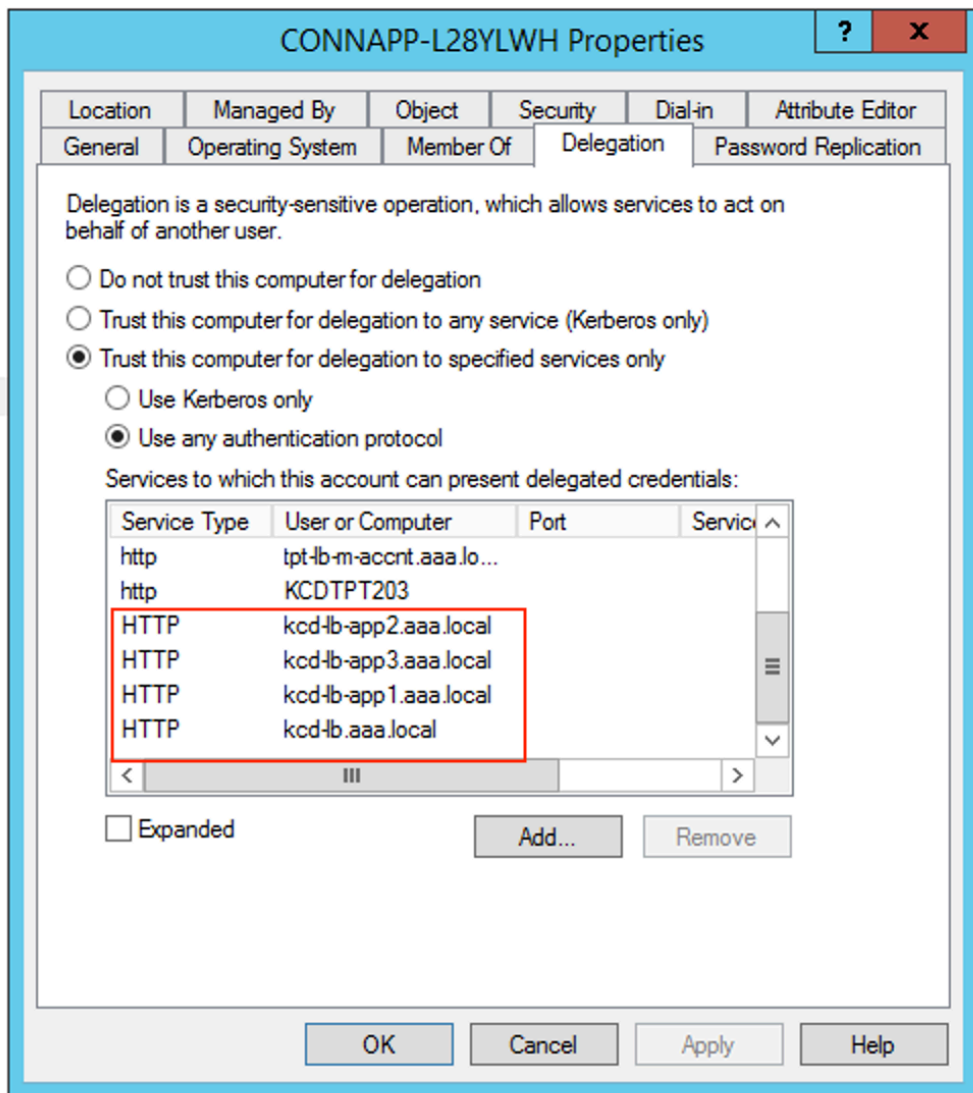 CONNAPP-L28YLWH Properties
?
x
Location Managed By Object Security Dial-in Attribute Editor
General Operating System Member Of Delegation Password Replication
Delegation is a security-sensitive operation, which allows services to act on
behalf of another user.
Do not trust this computer for delegation
Trust this computer for delegation to any service (Kerberos only)
Trust this computer for delegation to specified services only
Use Kerberos only
Use any authentication protocol
Services to which this account can present delegated credentials:
Service Type User or Computer Port Servic
http tpt-lb-m-accnt.aaa.lo...
http KCDTPT203
HTTP kcd-lb-app2.aaa.local
HTTP kcd-lb-app3.aaa.local
HTTP kcd-lb-app1.aaa.local
HTTP kcd-lb.aaa.local
Expanded Add... Remove
OK Cancel Apply Help